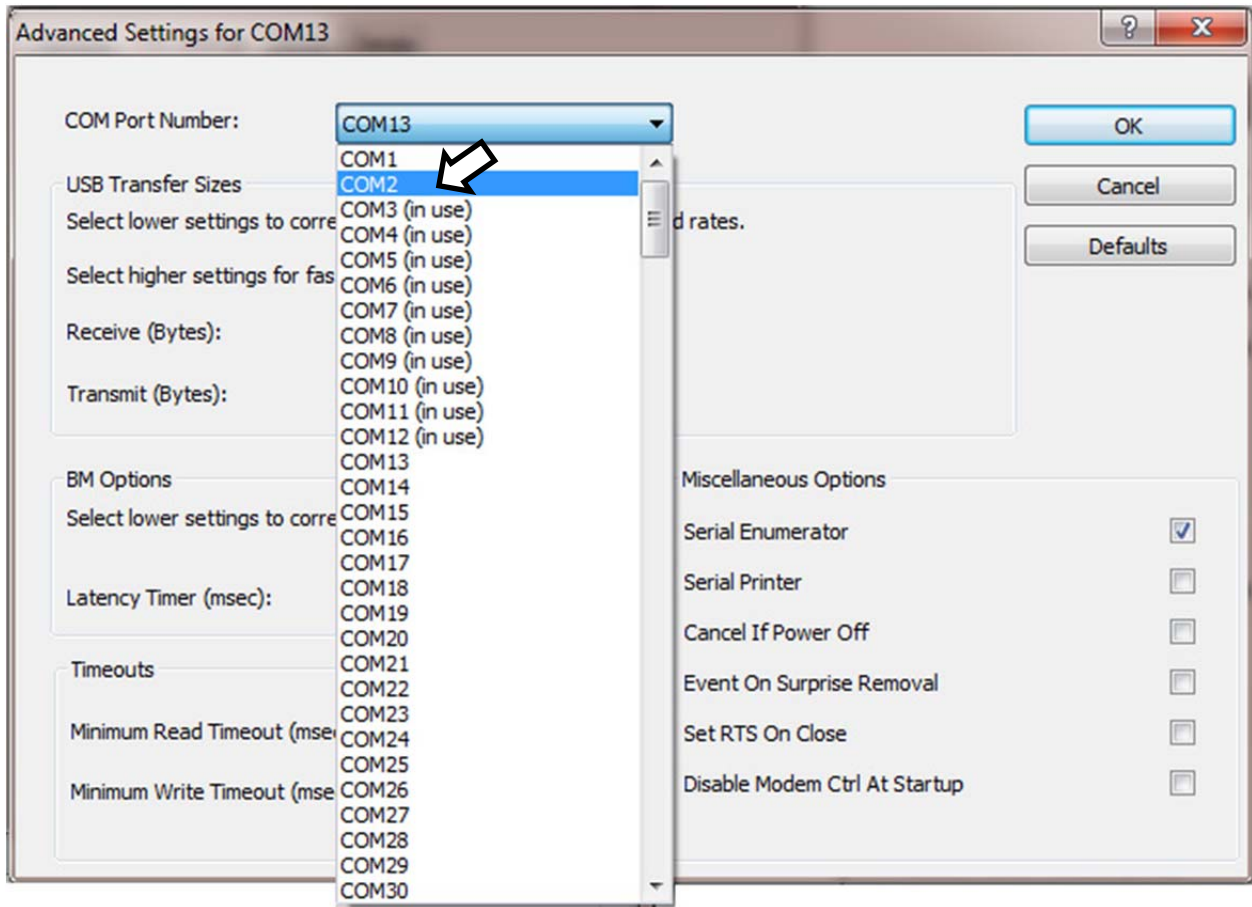 Advanced Settings for COM13
COM Port Number:
COM13
OK
Cancel
Defaults
COM1
COM2
COM3 (in use)
COM4 (in use)
COM5 (in use)
COM6 (in use)
COM7 (in use)
COM8 (in use)
COM9 (in use)
COM10 (in use)
COM11 (in use)
COM12 (in use)
COM13
COM14
COM15
COM16
COM17
COM18
COM19
COM20
COM21
COM22
COM23
COM24
COM25
COM26
COM27
COM28
COM29
COM30
USB Transfer Sizes
Select lower settings to corre
d rates.
Select higher settings for fas
Receive (Bytes):
Transmit (Bytes):
BM Options
Select lower settings to corre
Latency Timer (msec):
Timeouts
Minimum Read Timeout (mse
Minimum Write Timeout (mse
Miscellaneous Options
Serial Enumerator
Serial Printer
Cancel If Power Off
Event On Surprise Removal
Set RTS On Close
Disable Modem Ctrl At Startup